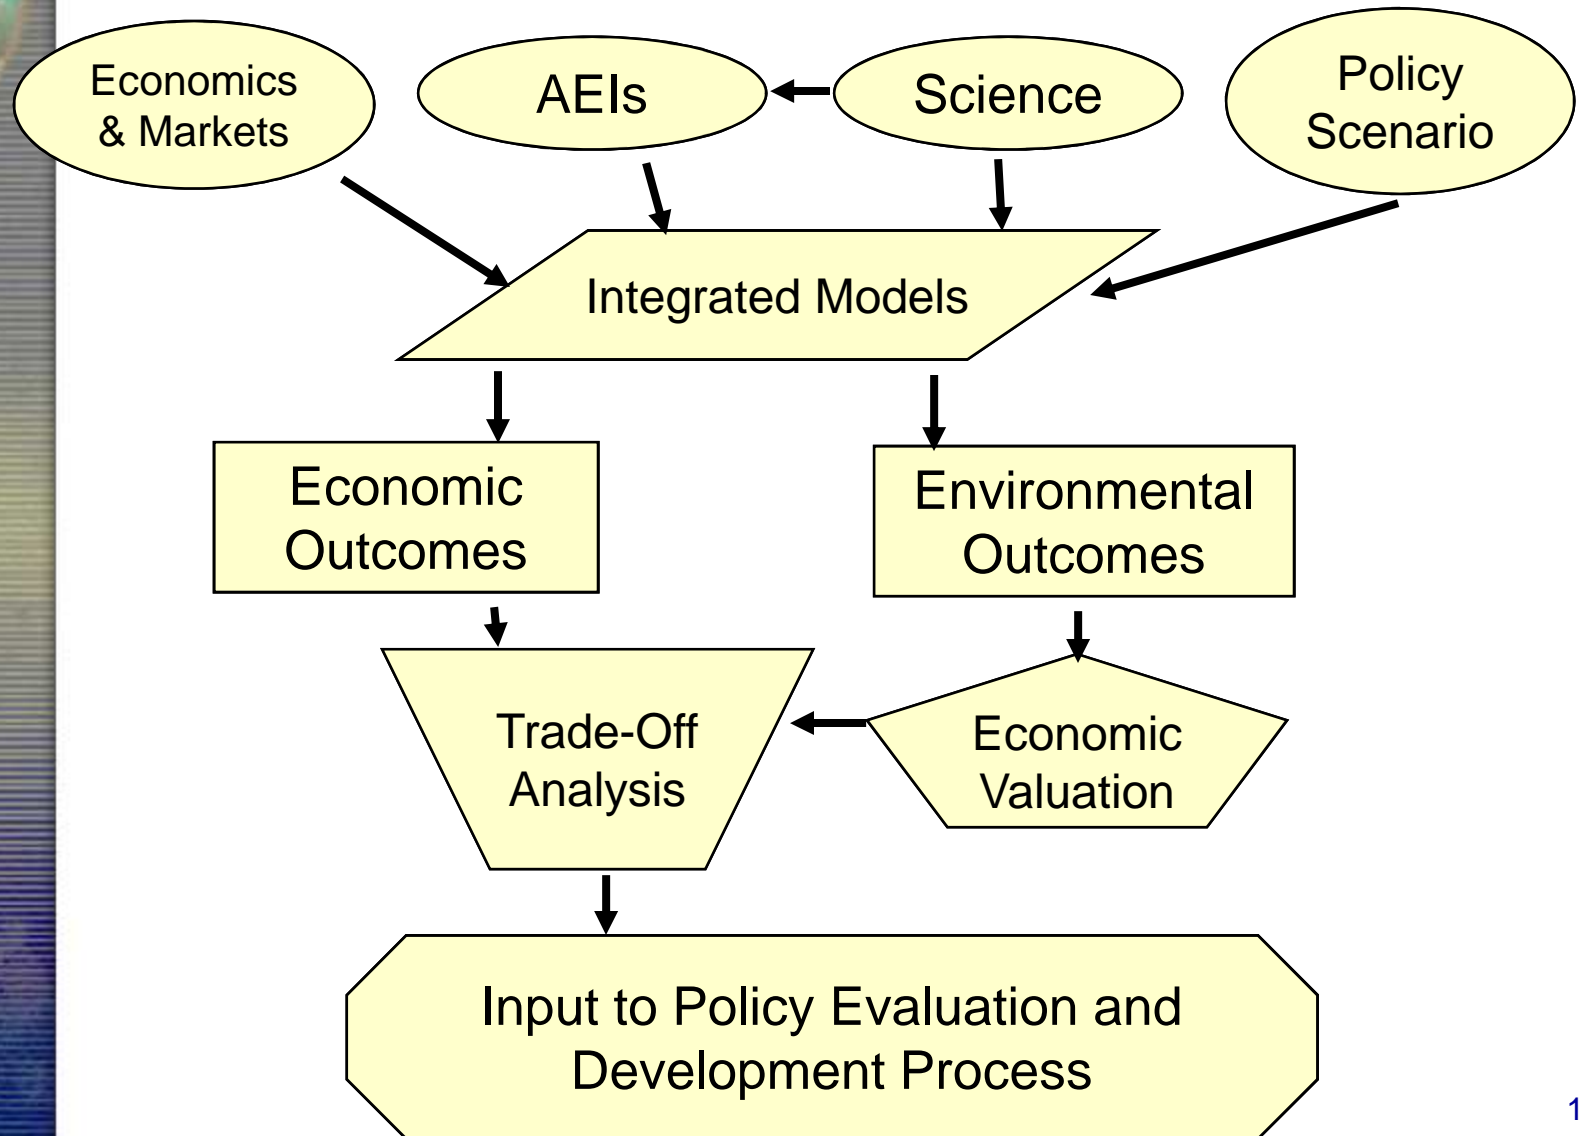 Economics
& Markets
AEIs
Science
Policy
Scenario
Integrated Models
Economic
Outcomes
Environmental
Outcomes
Trade-Off
Analysis
Economic
Valuation
Input to Policy Evaluation and
Development Process
1